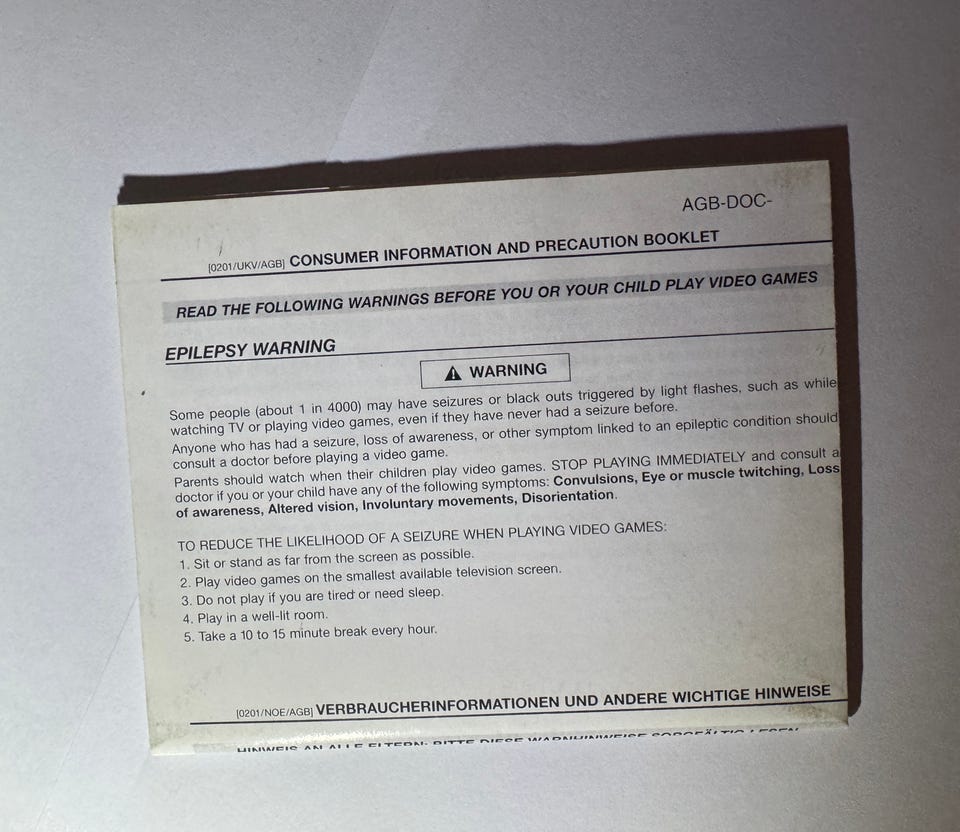 AGB-DOC-
[0201/UKV/AGB] CONSUMER INFORMATION AND PRECAUTION BOOKLET
READ THE FOLLOWING WARNINGS BEFORE YOU OR YOUR CHILD PLAY VIDEO GAMES
EPILEPSY WARNING
WARNING
Some people (about 1 in 4000) may have seizures or black outs triggered by light flashes, such as while
watching TV or playing video games, even if they have never had a seizure before.
Anyone who has had a seizure, loss of awareness, or other symptom linked to an epileptic condition should
consult a doctor before playing a video game.
Parents should watch when their children play video games. STOP PLAYING IMMEDIATELY and consult a
doctor if you or your child have any of the following symptoms: Convulsions, Eye or muscle twitching, Loss
of awareness, Altered vision, Involuntary movements, Disorientation.
TO REDUCE THE LIKELIHOOD OF A SEIZURE WHEN PLAYING VIDEO GAMES:
1. Sit or stand as far from the screen as possible.
2. Play video games on the smallest available television screen.
3. Do not play if you are tired or need sleep.
4. Play in a well-lit room.
5. Take a 10 to 15 minute break every hour.
[0201/NOE/AGB] VERBRAUCHERINFORMATIONEN UND ANDERE WICHTIGE HINWEISE
HINWEIS AN ALLE ELTERN: BITTE DIESE WARNHINWEISE SORGFÄLTIG LESEN